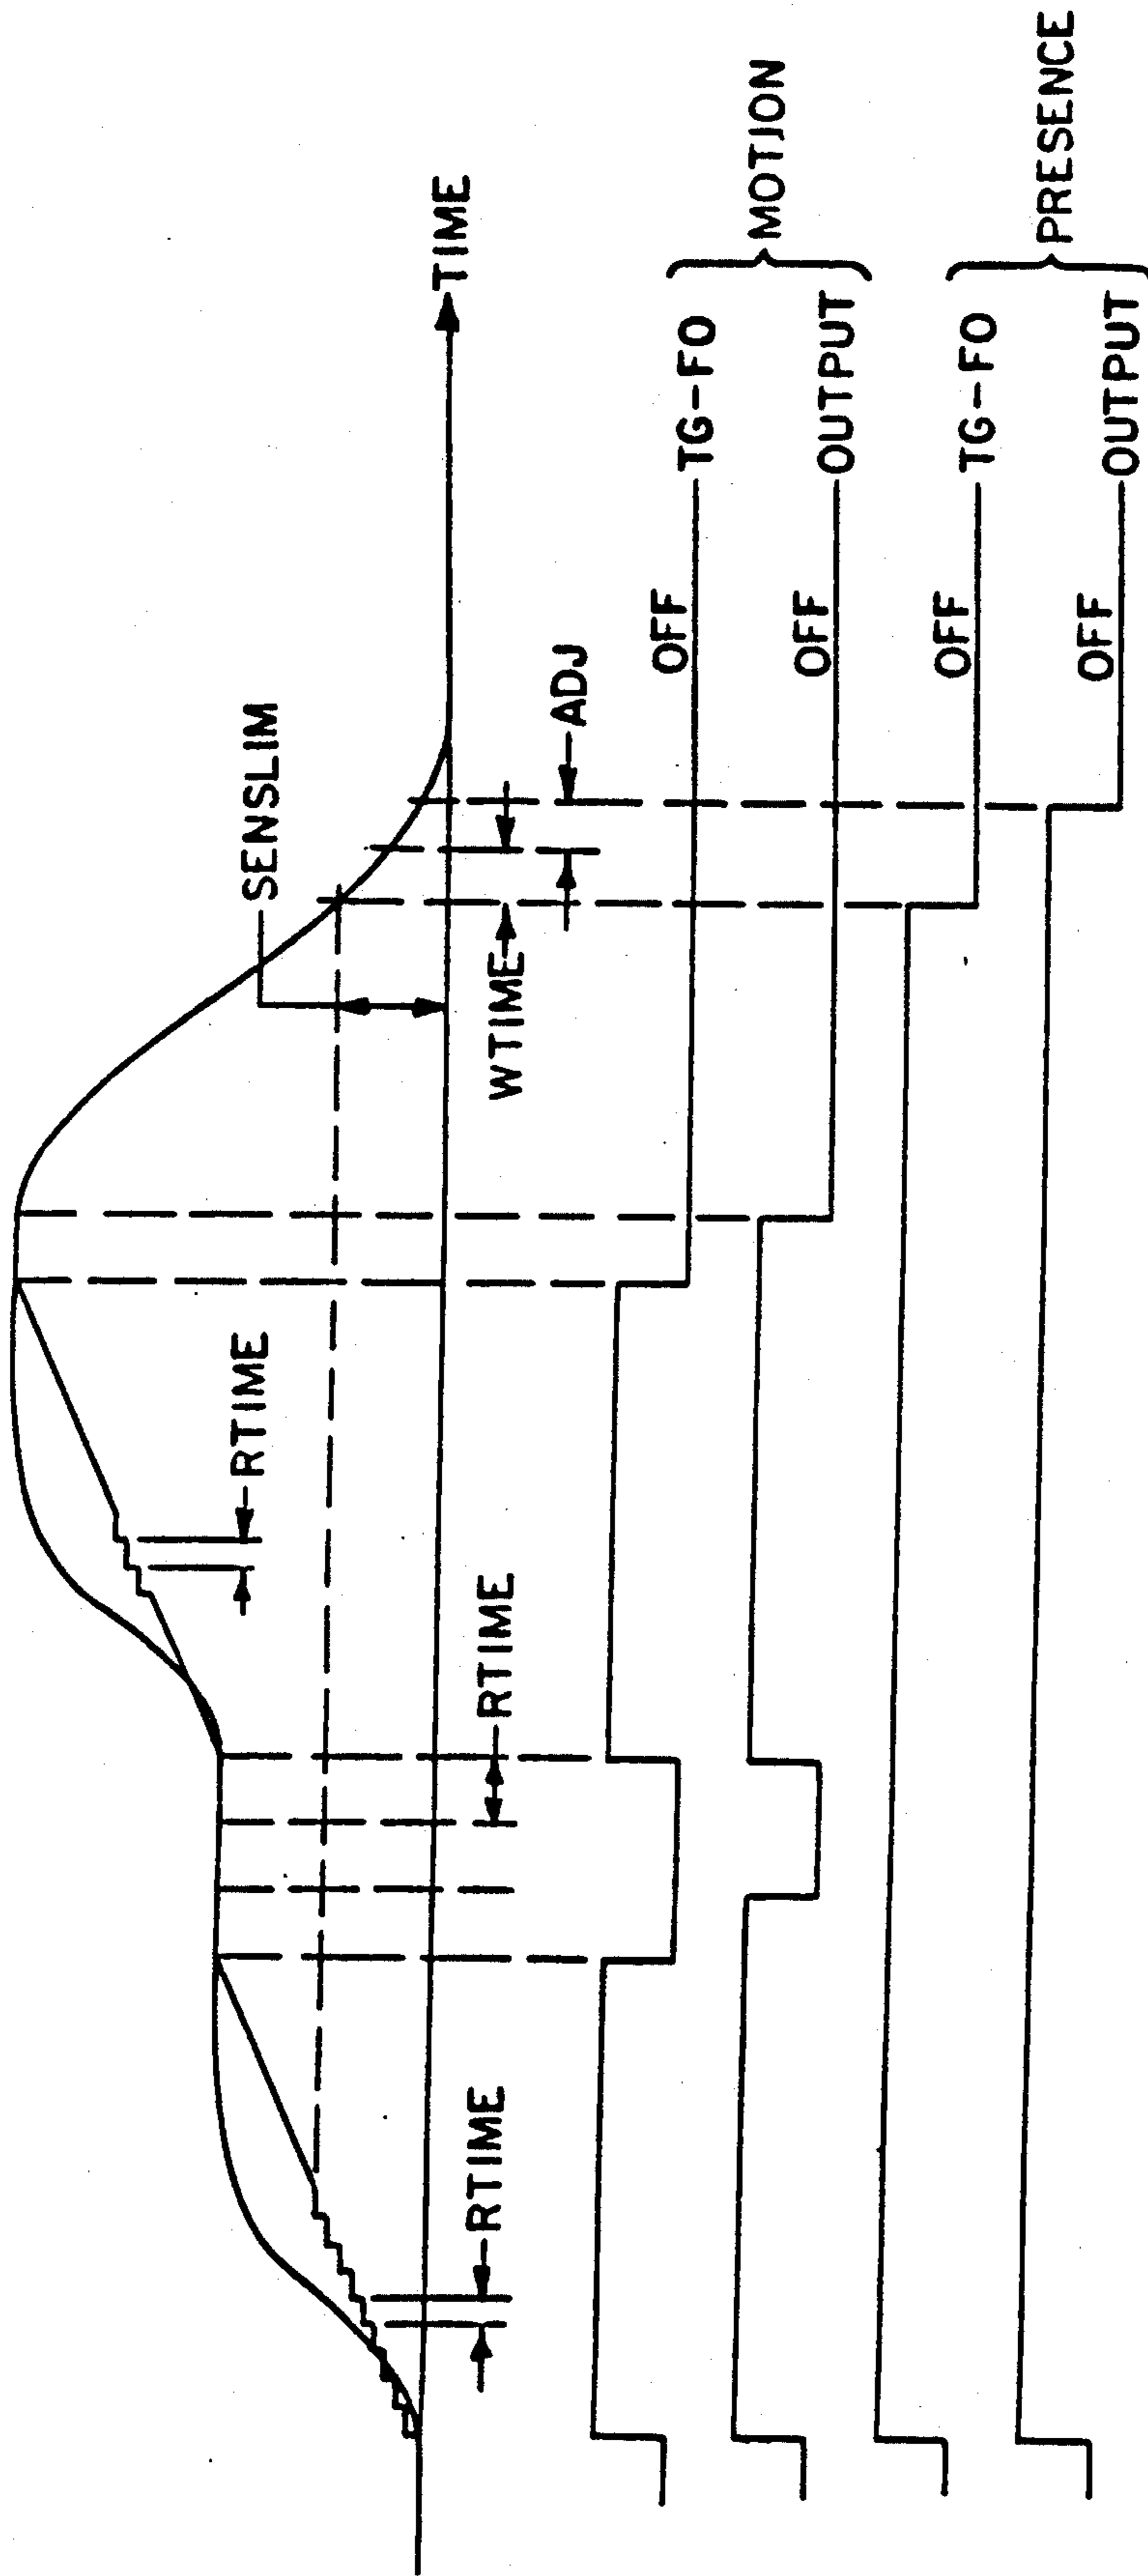 RTIME
SENSLIM
RTIME
TIME
RTIME
RTIME
WTIME
ADJ
OFF
TG-FO
MOTION
OFF
OUTPUT
OFF
TG-FO
PRESENCE
OFF
OUTPUT